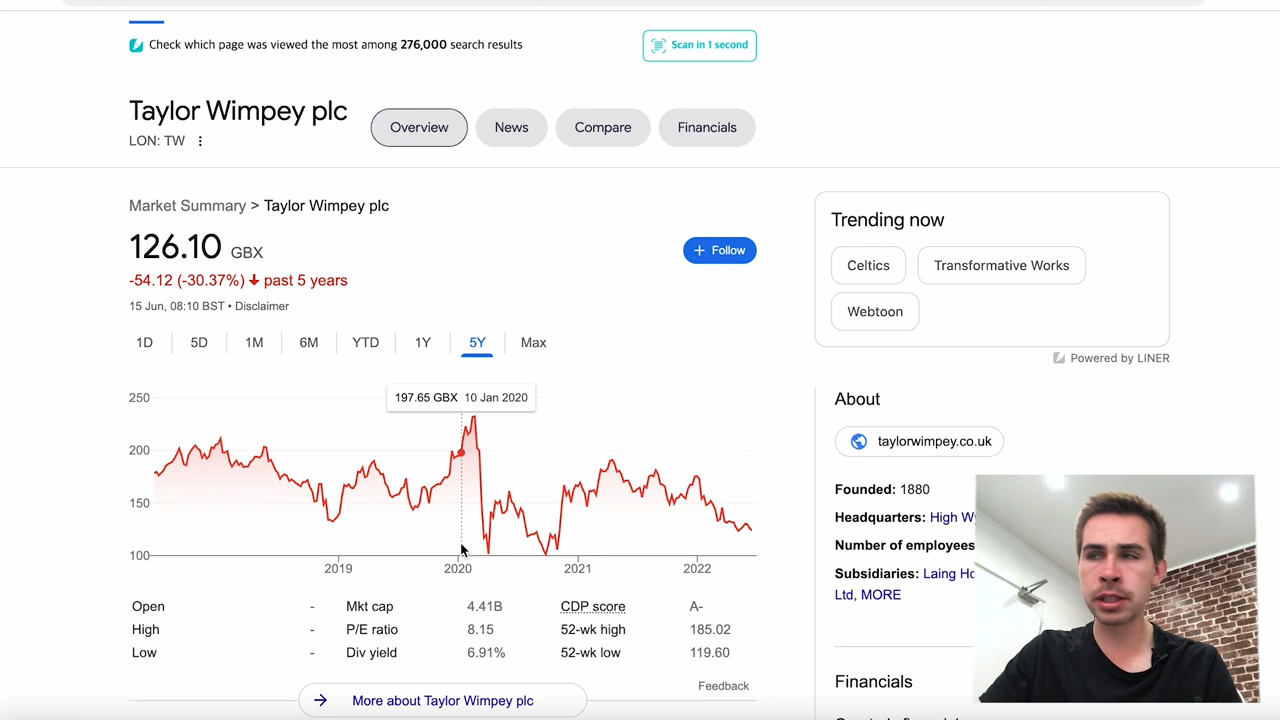 Check which page was viewed the most among 276,000 search results
Scan in 1 second
Taylor Wimpey plc
LON: TW
Overview
News
Compare
Financials
Market Summary > Taylor Wimpey plc
126.10 GBX
+ Follow
-54.12 (-30.37%) ↓ past 5 years
15 Jun, 08:10 BST • Disclaimer
1D
5D
1M
6M
YTD
1Y
5Y
Max
250
200
150
100
197.65 GBX 10 Jan 2020
2019
2020
2021
2022
Open -
Mkt cap 4.41B
CDP score A-
High -
P/E ratio 8.15
52-wk high 185.02
Low -
Div yield 6.91%
52-wk low 119.60
Feedback
More about Taylor Wimpey plc
Trending now
Celtics
Transformative Works
Webtoon
Powered by LINER
About
taylorwimpey.co.uk
Founded: 1880
Headquarters: High
Number of employees
Subsidiaries: Laing
Ltd, MORE
Financials